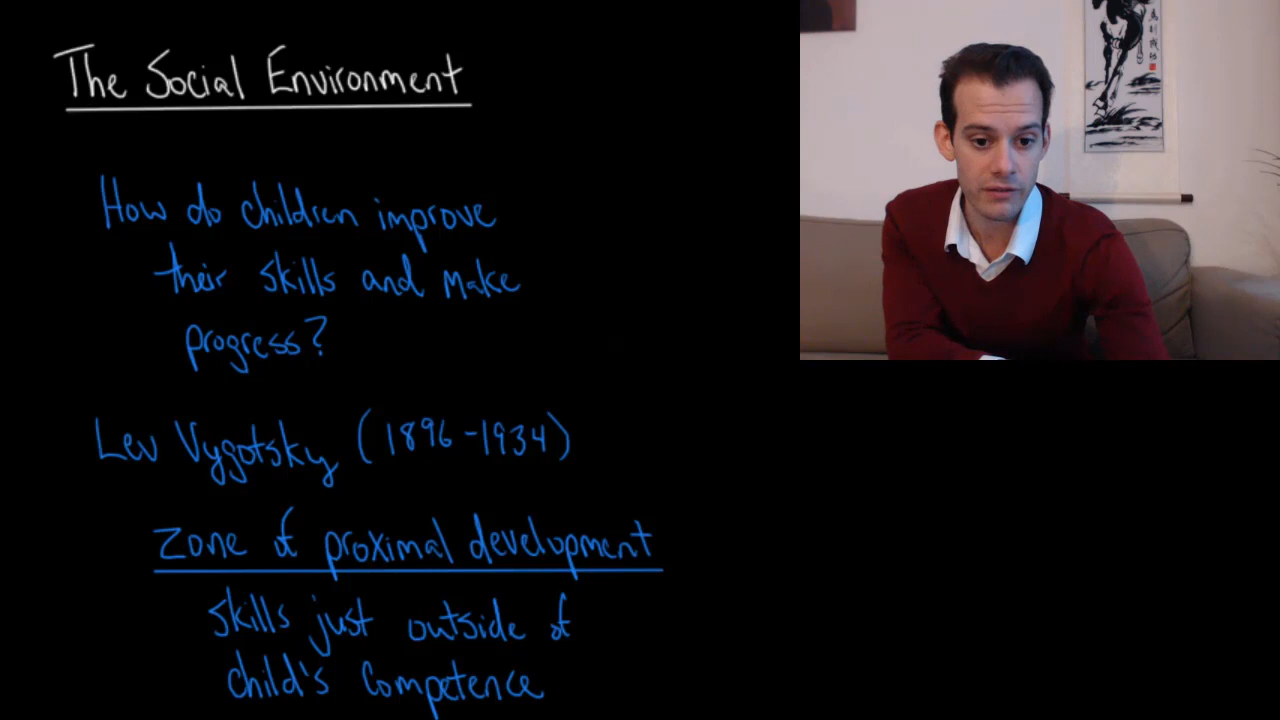 The Social Environment
How do children improve
their skills and make
progress?
Lev Vygotsky (1896-1934)
Zone of proximal development
Skills just outside of
child's competence